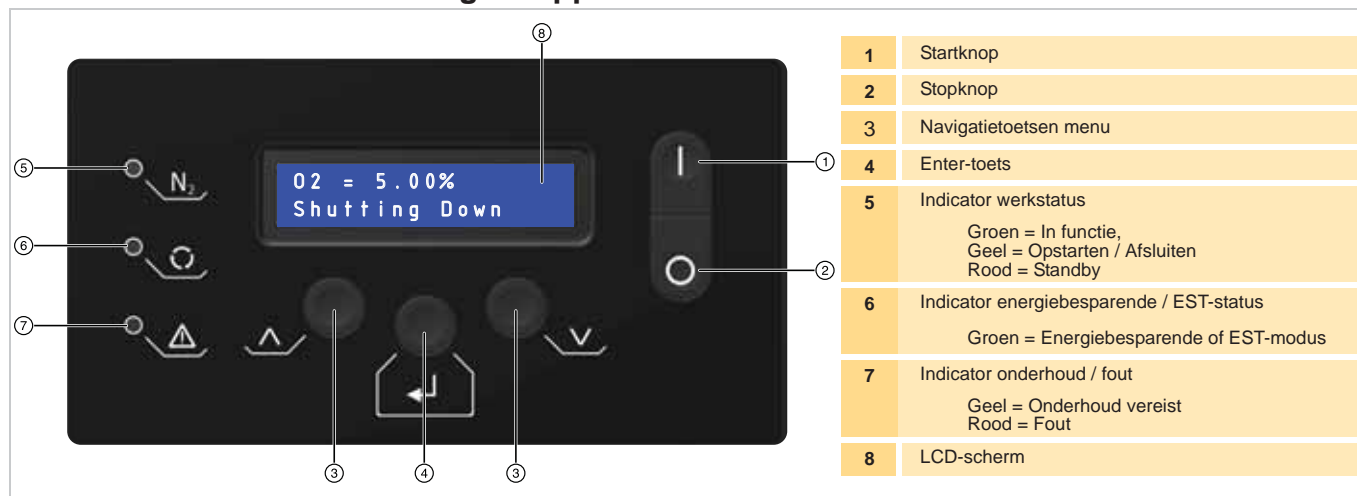 ⑧
⑤ N₂
O2 = 5.00%
Shutting Down
①
⑥
②
⑦
③ ④ ③
1 Startknop
2 Stopknop
3 Navigatietoetsen menu
4 Enter-toets
5 Indicator werkstatus
Groen = In functie,
Geel = Opstarten / Afsluiten
Rood = Standby
6 Indicator energiebesparende / EST-status
Groen = Energiebesparende of EST-modus
7 Indicator onderhoud / fout
Geel = Onderhoud vereist
Rood = Fout
8 LCD-scherm